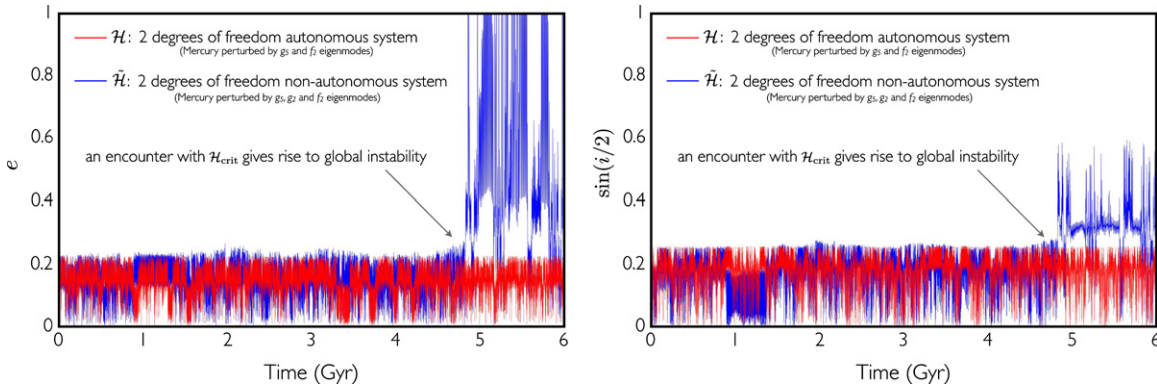 1
0.8
0.6
0.4
0.2
0
e
ℋ: 2 degrees of freedom autonomous system
(Mercury perturbed by g₅ and f₂ eigenmodes)
ℋ̃: 2 degrees of freedom non-autonomous system
(Mercury perturbed by g₅, g₂ and f₂ eigenmodes)
an encounter with ℋcrit gives rise to global instability
0 1 2 3 4 5 6
Time (Gyr)
1
0.8
0.6
0.4
0.2
0
sin(i/2)
ℋ: 2 degrees of freedom autonomous system
(Mercury perturbed by g₅ and f₂ eigenmodes)
ℋ̃: 2 degrees of freedom non-autonomous system
(Mercury perturbed by g₅, g₂ and f₂ eigenmodes)
an encounter with ℋcrit gives rise to global instability
0 1 2 3 4 5 6
Time (Gyr)